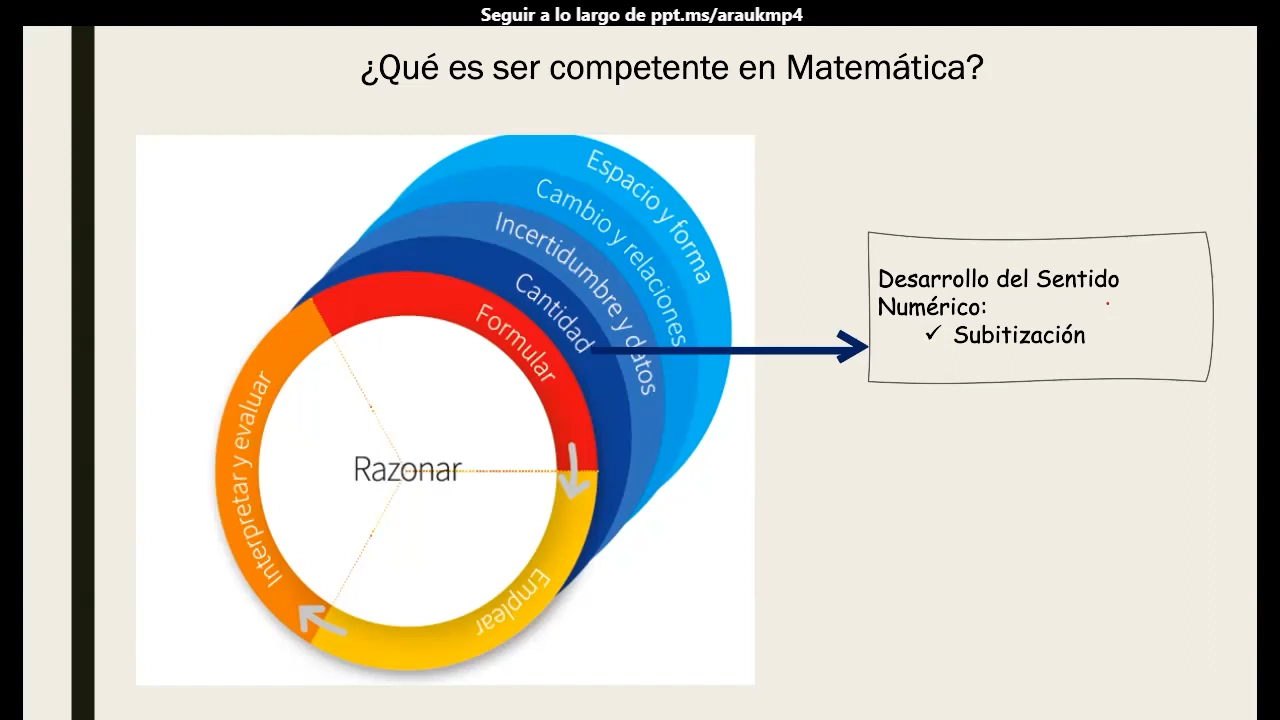 Seguir a lo largo de ppt.ms/araukmp4
¿Qué es ser competente en Matemática?
Espacio y forma
Cambio y relaciones
Incertidumbre y datos
Cantidad
Formular
Interpretar y evaluar
Razonar
Emplear
Desarrollo del Sentido
Numérico:
✓ Subitización